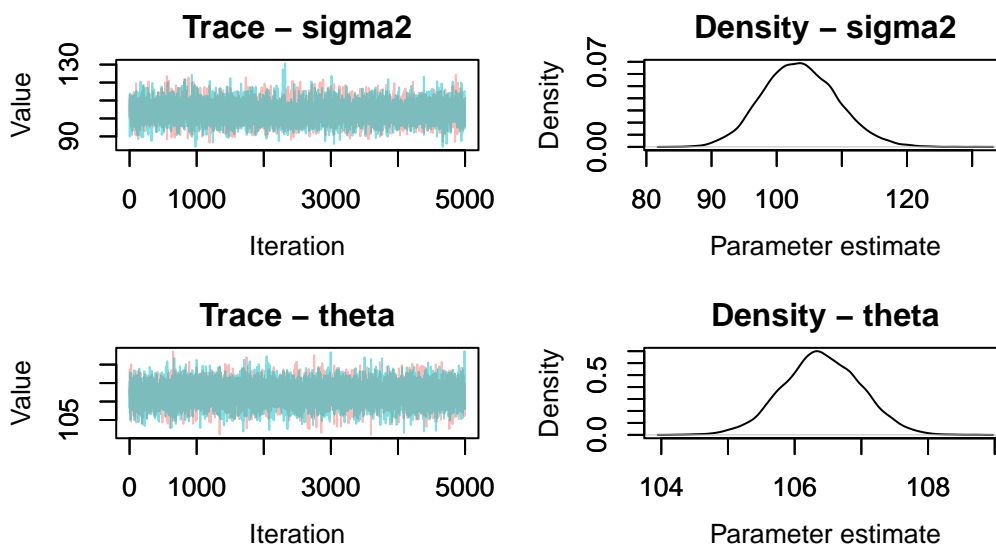 Trace – sigma2
Value
130
90
0 1000 3000 5000
Iteration
Density – sigma2
Density
0.07
0.00
80 90 100 120
Parameter estimate
Trace – theta
Value
105
0 1000 3000 5000
Iteration
Density – theta
Density
0.5
0.0
104 106 108
Parameter estimate